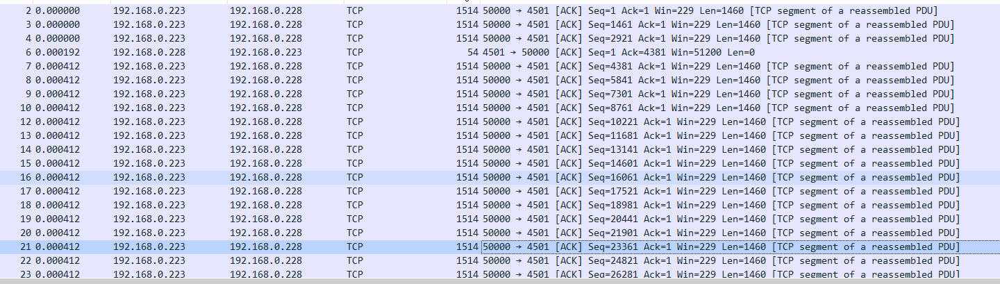 2 0.000000 192.168.0.223 192.168.0.228 TCP 1514 50000 → 4501 [ACK] Seq=1 Ack=1 Win=229 Len=1460 [TCP segment of a reassembled PDU]
3 0.000000 192.168.0.223 192.168.0.228 TCP 1514 50000 → 4501 [ACK] Seq=1461 Ack=1 Win=229 Len=1460 [TCP segment of a reassembled PDU]
4 0.000000 192.168.0.223 192.168.0.228 TCP 1514 50000 → 4501 [ACK] Seq=2921 Ack=1 Win=229 Len=1460 [TCP segment of a reassembled PDU]
6 0.000192 192.168.0.228 192.168.0.223 TCP 54 4501 → 50000 [ACK] Seq=1 Ack=4381 Win=51200 Len=0
7 0.000412 192.168.0.223 192.168.0.228 TCP 1514 50000 → 4501 [ACK] Seq=4381 Ack=1 Win=229 Len=1460 [TCP segment of a reassembled PDU]
8 0.000412 192.168.0.223 192.168.0.228 TCP 1514 50000 → 4501 [ACK] Seq=5841 Ack=1 Win=229 Len=1460 [TCP segment of a reassembled PDU]
9 0.000412 192.168.0.223 192.168.0.228 TCP 1514 50000 → 4501 [ACK] Seq=7301 Ack=1 Win=229 Len=1460 [TCP segment of a reassembled PDU]
10 0.000412 192.168.0.223 192.168.0.228 TCP 1514 50000 → 4501 [ACK] Seq=8761 Ack=1 Win=229 Len=1460 [TCP segment of a reassembled PDU]
12 0.000412 192.168.0.223 192.168.0.228 TCP 1514 50000 → 4501 [ACK] Seq=10221 Ack=1 Win=229 Len=1460 [TCP segment of a reassembled PDU]
13 0.000412 192.168.0.223 192.168.0.228 TCP 1514 50000 → 4501 [ACK] Seq=11681 Ack=1 Win=229 Len=1460 [TCP segment of a reassembled PDU]
14 0.000412 192.168.0.223 192.168.0.228 TCP 1514 50000 → 4501 [ACK] Seq=13141 Ack=1 Win=229 Len=1460 [TCP segment of a reassembled PDU]
15 0.000412 192.168.0.223 192.168.0.228 TCP 1514 50000 → 4501 [ACK] Seq=14601 Ack=1 Win=229 Len=1460 [TCP segment of a reassembled PDU]
16 0.000412 192.168.0.223 192.168.0.228 TCP 1514 50000 → 4501 [ACK] Seq=16061 Ack=1 Win=229 Len=1460 [TCP segment of a reassembled PDU]
17 0.000412 192.168.0.223 192.168.0.228 TCP 1514 50000 → 4501 [ACK] Seq=17521 Ack=1 Win=229 Len=1460 [TCP segment of a reassembled PDU]
18 0.000412 192.168.0.223 192.168.0.228 TCP 1514 50000 → 4501 [ACK] Seq=18981 Ack=1 Win=229 Len=1460 [TCP segment of a reassembled PDU]
19 0.000412 192.168.0.223 192.168.0.228 TCP 1514 50000 → 4501 [ACK] Seq=20441 Ack=1 Win=229 Len=1460 [TCP segment of a reassembled PDU]
20 0.000412 192.168.0.223 192.168.0.228 TCP 1514 50000 → 4501 [ACK] Seq=21901 Ack=1 Win=229 Len=1460 [TCP segment of a reassembled PDU]
21 0.000412 192.168.0.223 192.168.0.228 TCP 1514 50000 → 4501 [ACK] Seq=23361 Ack=1 Win=229 Len=1460 [TCP segment of a reassembled PDU]
22 0.000412 192.168.0.223 192.168.0.228 TCP 1514 50000 → 4501 [ACK] Seq=24821 Ack=1 Win=229 Len=1460 [TCP segment of a reassembled PDU]
23 0.000412 192.168.0.223 192.168.0.228 TCP 1514 50000 → 4501 [ACK] Seq=26281 Ack=1 Win=229 Len=1460 [TCP segment of a reassembled PDU]